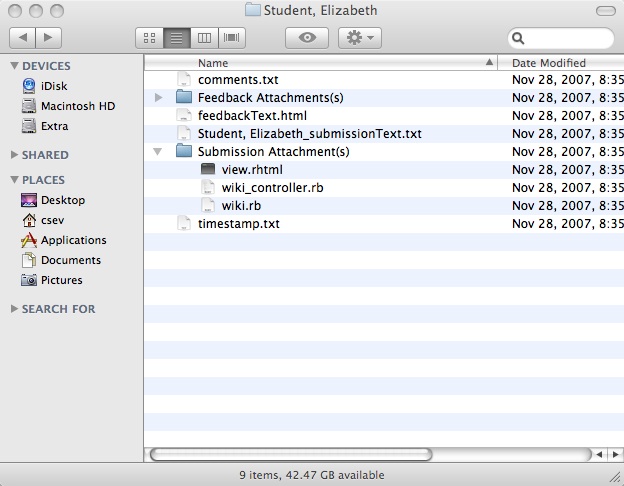 Student, Elizabeth
Name Date Modified
DEVICES
iDisk
Macintosh HD
Extra
SHARED
PLACES
Desktop
csev
Applications
Documents
Pictures
SEARCH FOR
comments.txt Nov 28, 2007, 8:35
Feedback Attachments(s) Nov 28, 2007, 8:35
feedbackText.html Nov 28, 2007, 8:35
Student, Elizabeth_submissionText.txt Nov 28, 2007, 8:35
Submission Attachment(s) Nov 28, 2007, 8:35
view.rhtml Nov 28, 2007, 8:35
wiki_controller.rb Nov 28, 2007, 8:35
wiki.rb Nov 28, 2007, 8:35
timestamp.txt Nov 28, 2007, 8:35
9 items, 42.47 GB available